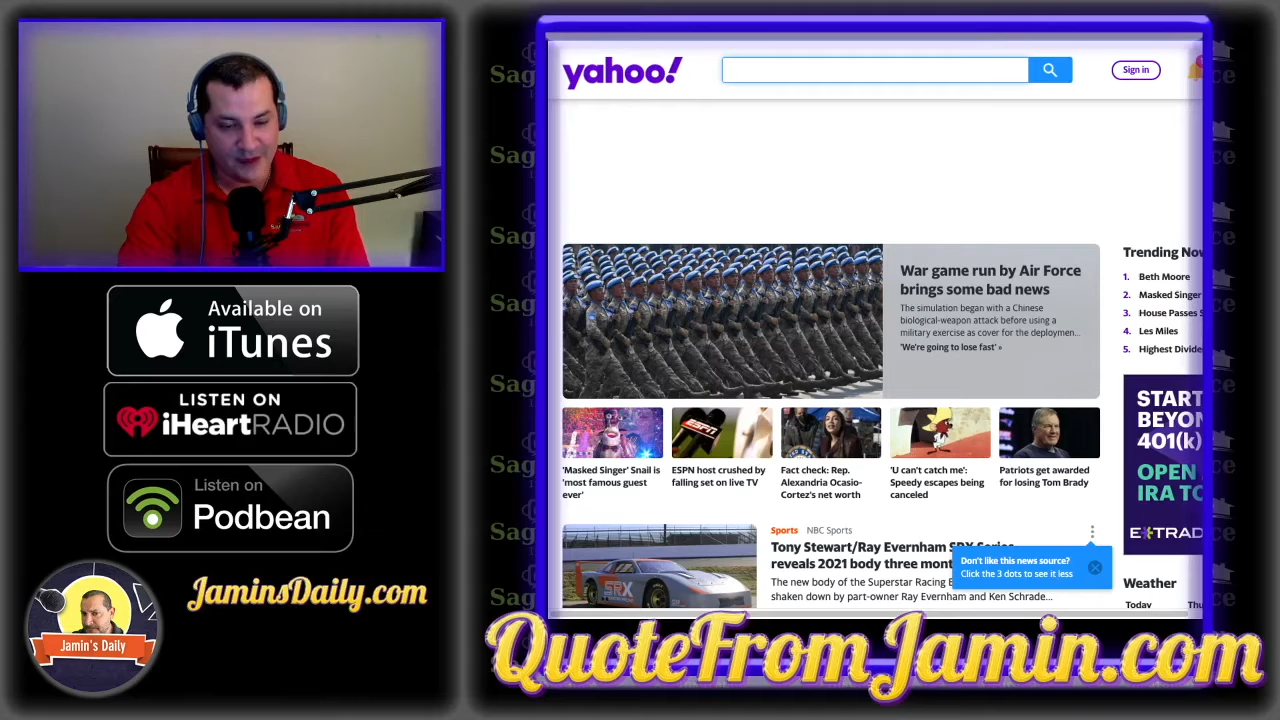 Available on
iTunes
LISTEN ON
iHeartRADIO
Listen on
Podbean
Jamin's Daily
JaminsDaily.com
yahoo!
Sign in
War game run by Air Force
brings some bad news
The simulation began with a Chinese
biological-weapon attack before using a
military exercise as cover for the deploymen...
'We're going to lose fast' »
'Masked Singer' Snail is
'most famous guest
ever'
ESPN
ESPN host crushed by
falling set on live TV
Fact check: Rep.
Alexandria Ocasio-
Cortez's net worth
'U can't catch me':
Speedy escapes being
canceled
Patriots get awarded
for losing Tom Brady
Sports NBC Sports
Tony Stewart/Ray Evernham SRX Series
reveals 2021 body three mont
The new body of the Superstar Racing E
shaken down by part-owner Ray Evernham and Ken Schrade...
SRX
Don't like this news source?
Click the 3 dots to see it less
Trending Now
1. Beth Moore
2. Masked Singer
3. House Passes S
4. Les Miles
5. Highest Divide
START
BEYON
401(k)
OPEN
IRA TO
E*TRAD
Weather
Today Thu
QuoteFromJamin.com